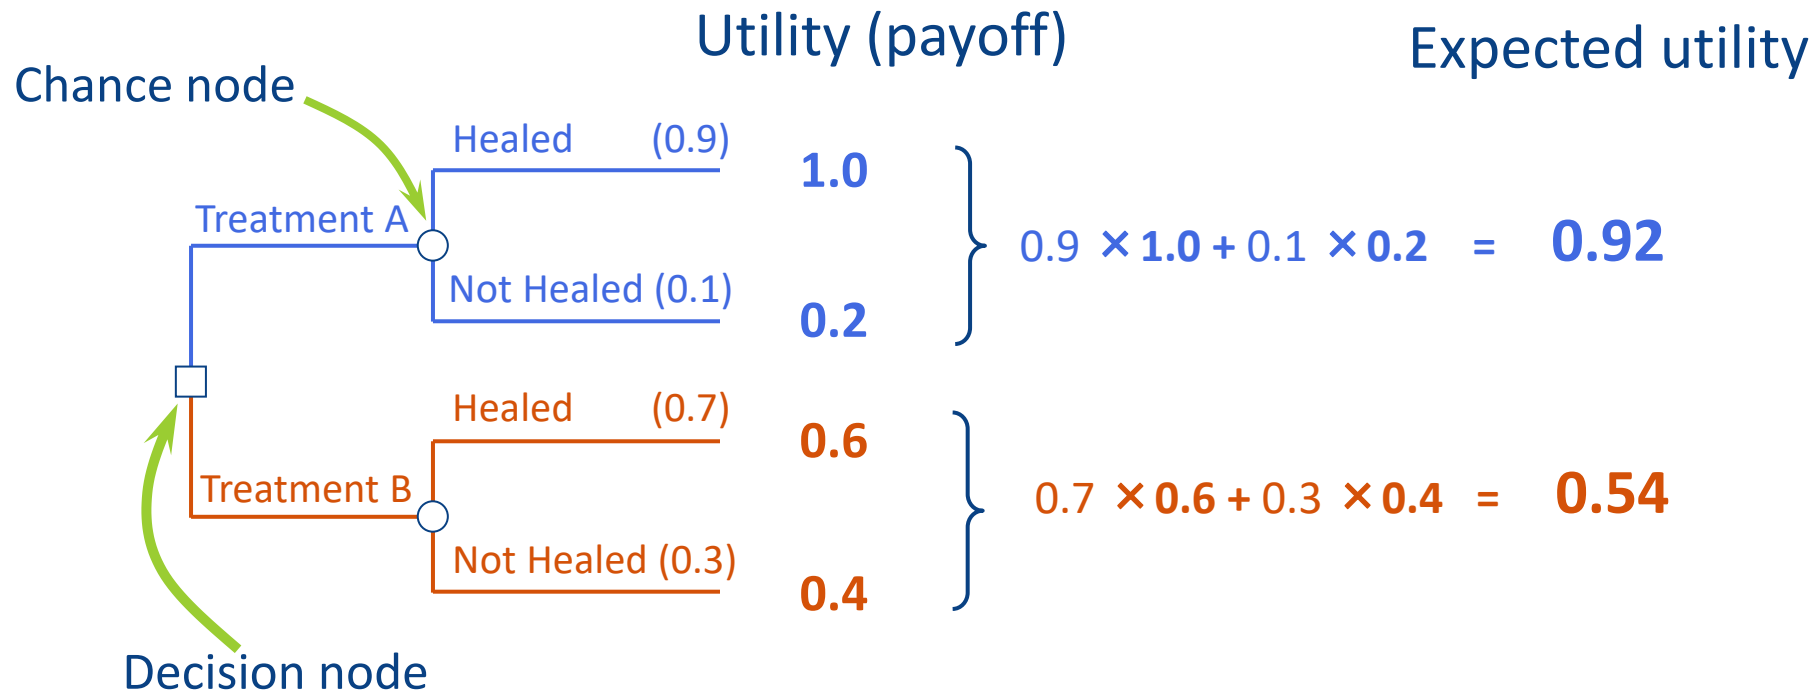 Utility (payoff)
Expected utility
Chance node
Healed (0.9)
1.0
Treatment A
0.9 × 1.0 + 0.1 × 0.2 = 0.92
Not Healed (0.1)
0.2
Healed (0.7)
0.6
Treatment B
0.7 × 0.6 + 0.3 × 0.4 = 0.54
Not Healed (0.3)
0.4
Decision node